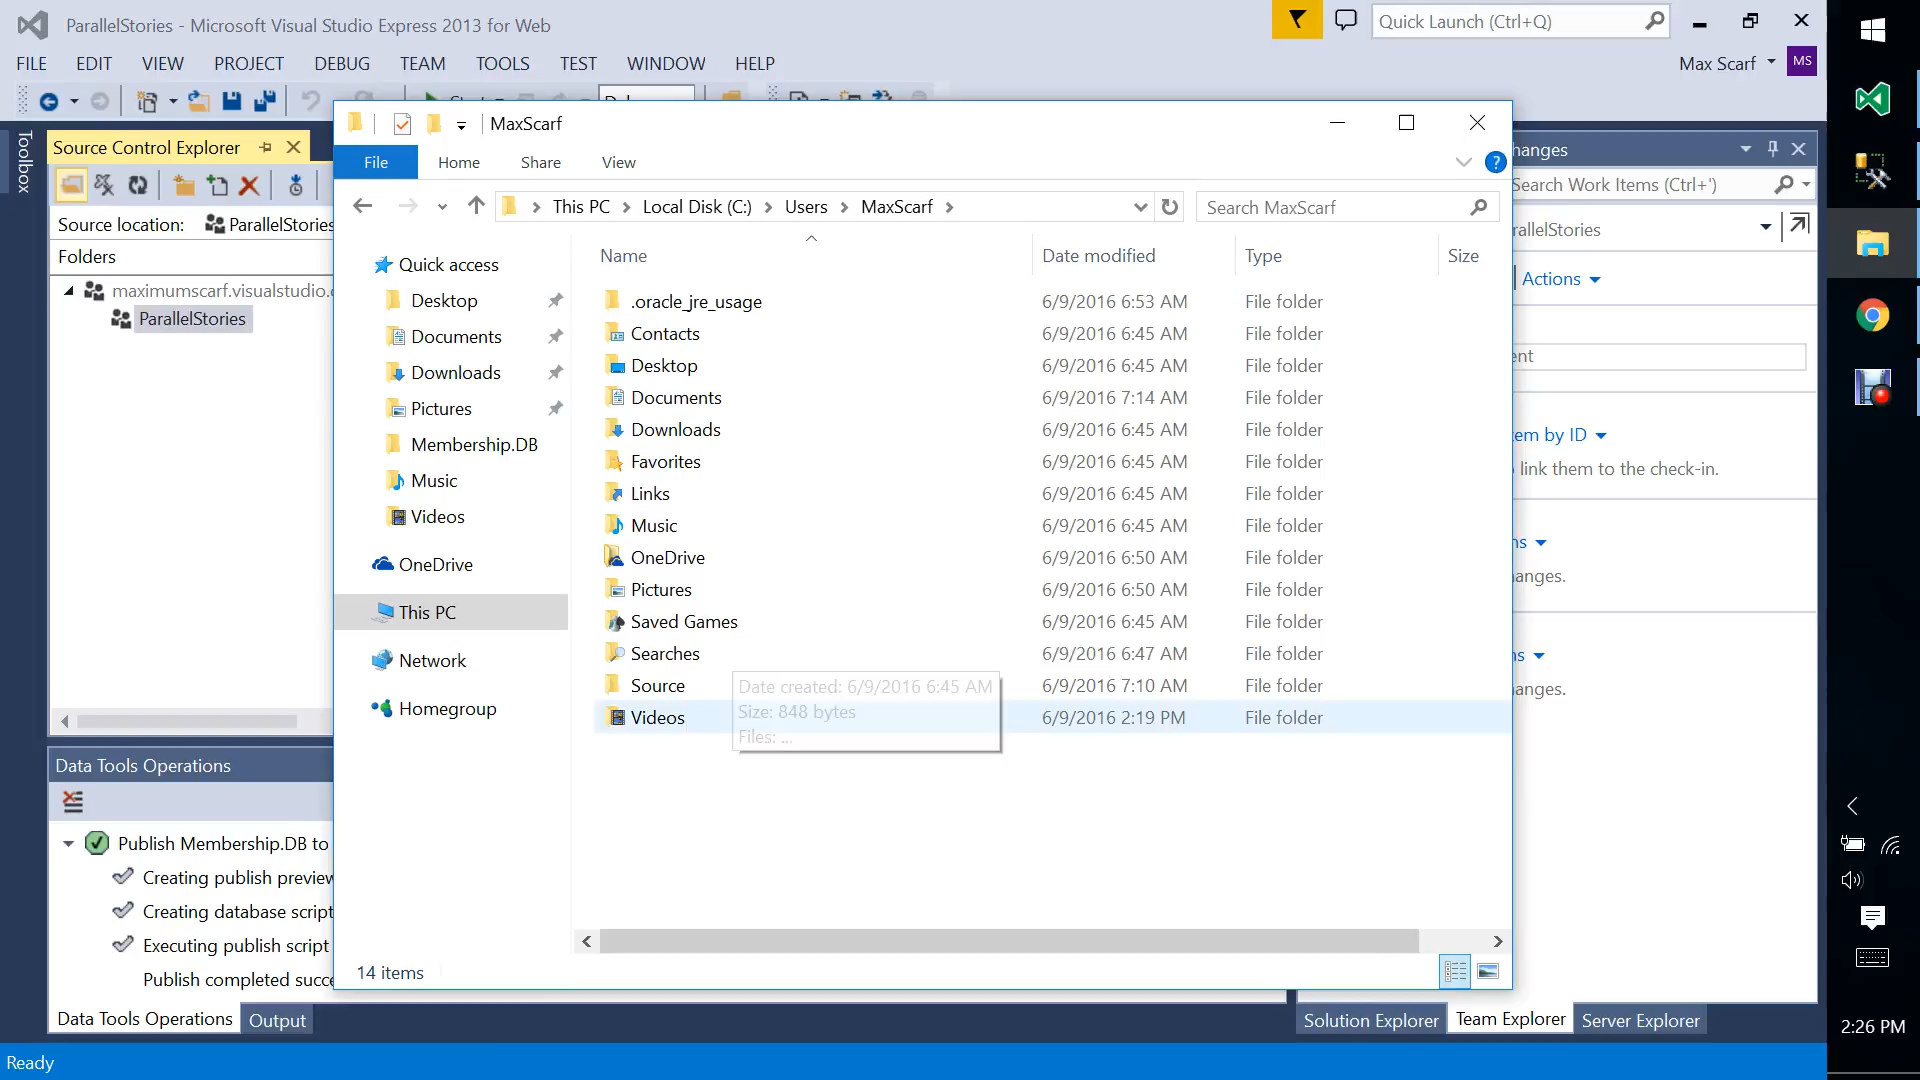 ParallelStories - Microsoft Visual Studio Express 2013 for Web
Quick Launch (Ctrl+Q)
FILE EDIT VIEW PROJECT DEBUG TEAM TOOLS TEST WINDOW HELP
Max Scarf
MS
Toolbox
Source Control Explorer
Source location: ParallelStories
Folders
maximumscarf.visualstudio.
ParallelStories
MaxScarf
File Home Share View
This PC Local Disk (C:) Users MaxScarf
Search MaxScarf
Quick access
Desktop
Documents
Downloads
Pictures
Membership.DB
Music
Videos
OneDrive
This PC
Network
Homegroup
Name Date modified Type Size
.oracle_jre_usage 6/9/2016 6:53 AM File folder
Contacts 6/9/2016 6:45 AM File folder
Desktop 6/9/2016 6:45 AM File folder
Documents 6/9/2016 7:14 AM File folder
Downloads 6/9/2016 6:45 AM File folder
Favorites 6/9/2016 6:45 AM File folder
Links 6/9/2016 6:45 AM File folder
Music 6/9/2016 6:45 AM File folder
OneDrive 6/9/2016 6:50 AM File folder
Pictures 6/9/2016 6:50 AM File folder
Saved Games 6/9/2016 6:45 AM File folder
Searches 6/9/2016 6:47 AM File folder
Source 6/9/2016 7:10 AM File folder
Videos 6/9/2016 2:19 PM File folder
Date created: 6/9/2016 6:45 AM
Size: 848 bytes
Files: ...
14 items
hanges
Search Work Items (Ctrl+')
rallelStories
Actions
ent
tem by ID
link them to the check-in.
ns
anges.
ns
anges.
Data Tools Operations
Publish Membership.DB to
Creating publish preview
Creating database script
Executing publish script
Publish completed succe
Data Tools Operations Output
Solution Explorer Team Explorer Server Explorer
Ready
2:26 PM